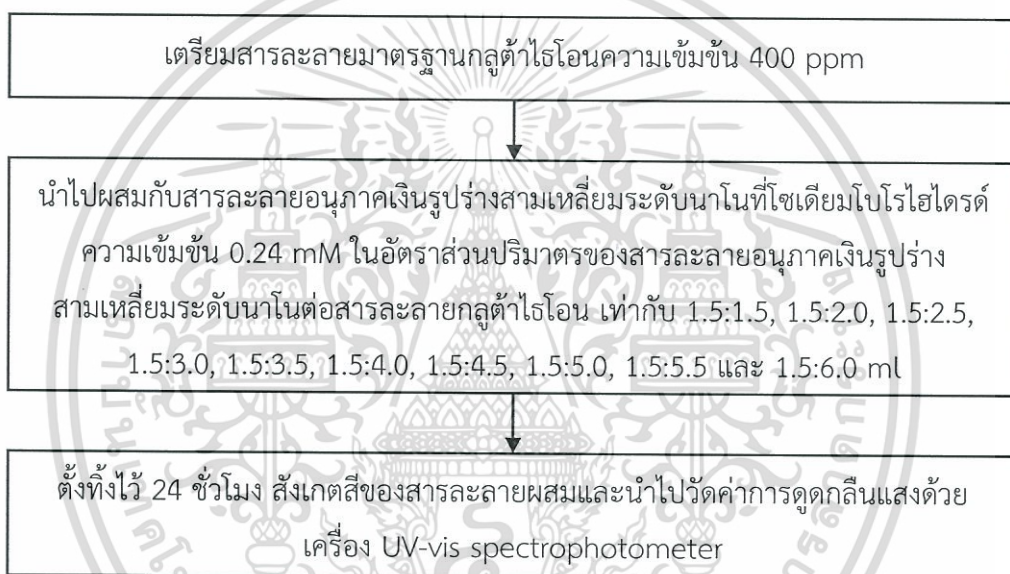 เตรียมสารละลายมาตรฐานกลูต้าไธโอนความเข้มข้น 400 ppm
นำไปผสมกับสารละลายอนุภาคเงินรูปร่างสามเหลี่ยมระดับนาโนที่โซเดียมโบโรไฮไดรด์
ความเข้มข้น 0.24 mM ในอัตราส่วนปริมาตรของสารละลายอนุภาคเงินรูปร่าง
สามเหลี่ยมระดับนาโนต่อสารละลายกลูต้าไธโอน เท่ากับ 1.5:1.5, 1.5:2.0, 1.5:2.5,
1.5:3.0, 1.5:3.5, 1.5:4.0, 1.5:4.5, 1.5:5.0, 1.5:5.5 และ 1.5:6.0 ml
ตั้งทิ้งไว้ 24 ชั่วโมง สังเกตสีของสารละลายผสมและนำไปวัดค่าการดูดกลืนแสงด้วย
เครื่อง UV-vis spectrophotometer